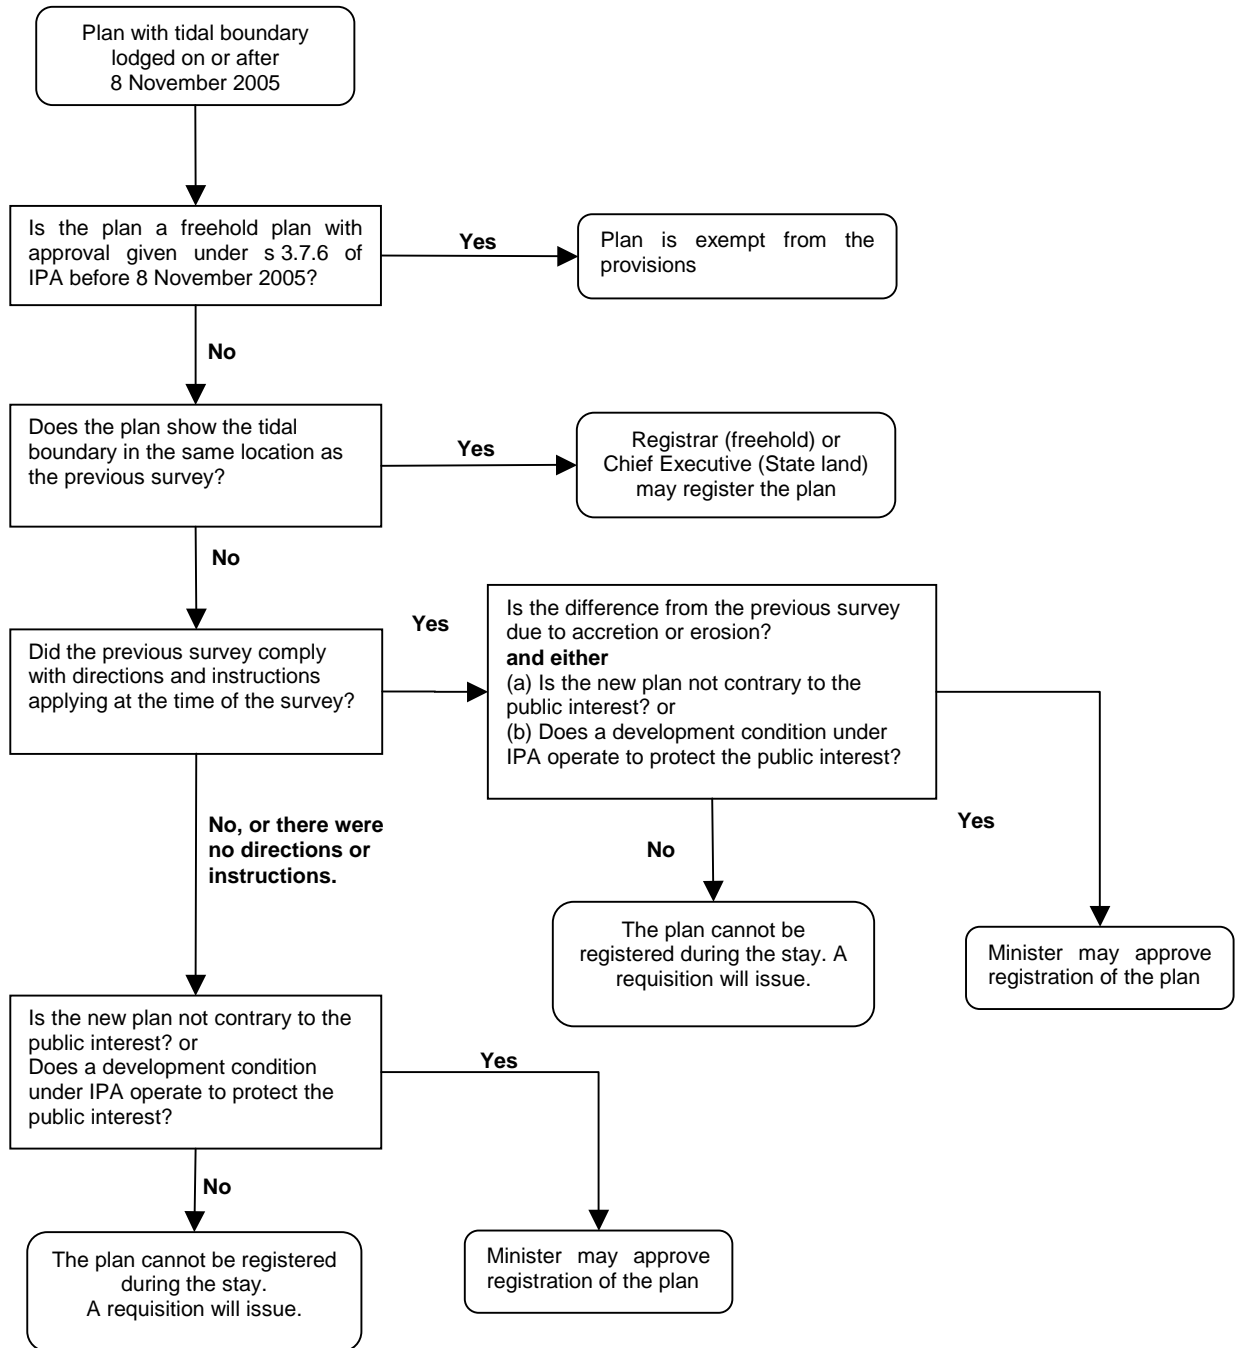 Plan with tidal boundary
lodged on or after
8 November 2005
Is the plan a freehold plan with
approval given under s 3.7.6 of
IPA before 8 November 2005?
Yes
Plan is exempt from the
provisions
No
Does the plan show the tidal
boundary in the same location as
the previous survey?
Yes
Registrar (freehold) or
Chief Executive (State land)
may register the plan
No
Did the previous survey comply
with directions and instructions
applying at the time of the survey?
Yes
Is the difference from the previous survey
due to accretion or erosion?
and either
(a) Is the new plan not contrary to the
public interest? or
(b) Does a development condition under
IPA operate to protect the public interest?
No, or there were
no directions or
instructions.
No
Yes
The plan cannot be
registered during the stay. A
requisition will issue.
Minister may approve
registration of the plan
Is the new plan not contrary to the
public interest? or
Does a development condition
under IPA operate to protect the
public interest?
Yes
No
The plan cannot be registered
during the stay.
A requisition will issue.
Minister may approve
registration of the plan